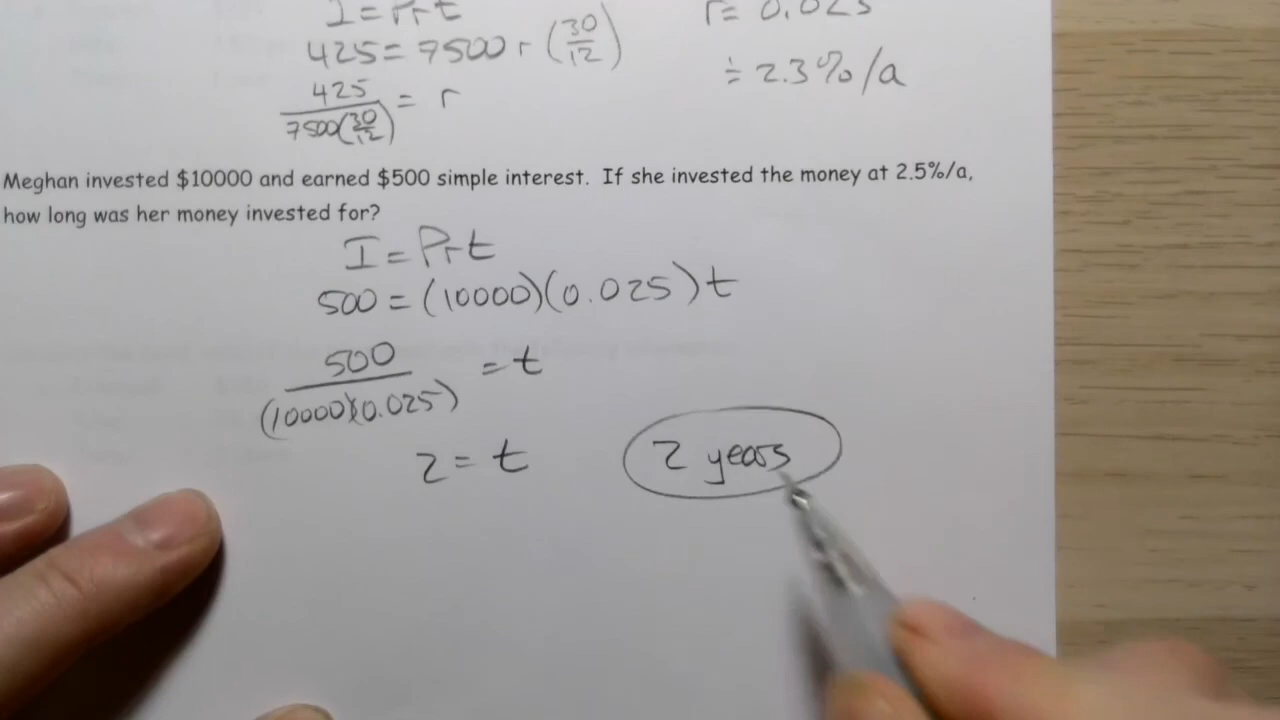 I = Prt
r = 0.023
425 = 7500 r (30/12)
÷ 2.3%/a
425/7500(30/12) = r
Meghan invested $10000 and earned $500 simple interest. If she invested the money at 2.5%/a,
how long was her money invested for?
I = Prt
500 = (10000)(0.025)t
500/(10000)(0.025) = t
2 = t
2 years